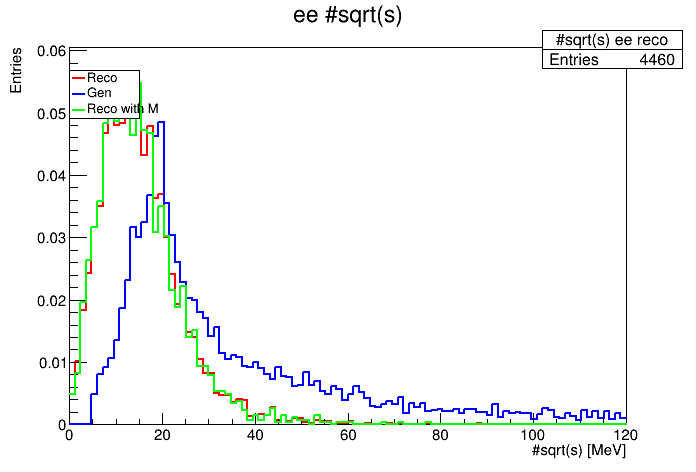 ee #sqrt(s)
#sqrt(s) ee reco
Entries 4460
Entries
Reco
Gen
Reco with M
0.06
0.05
0.04
0.03
0.02
0.01
0
0 20 40 60 80 100 120
#sqrt(s) [MeV]